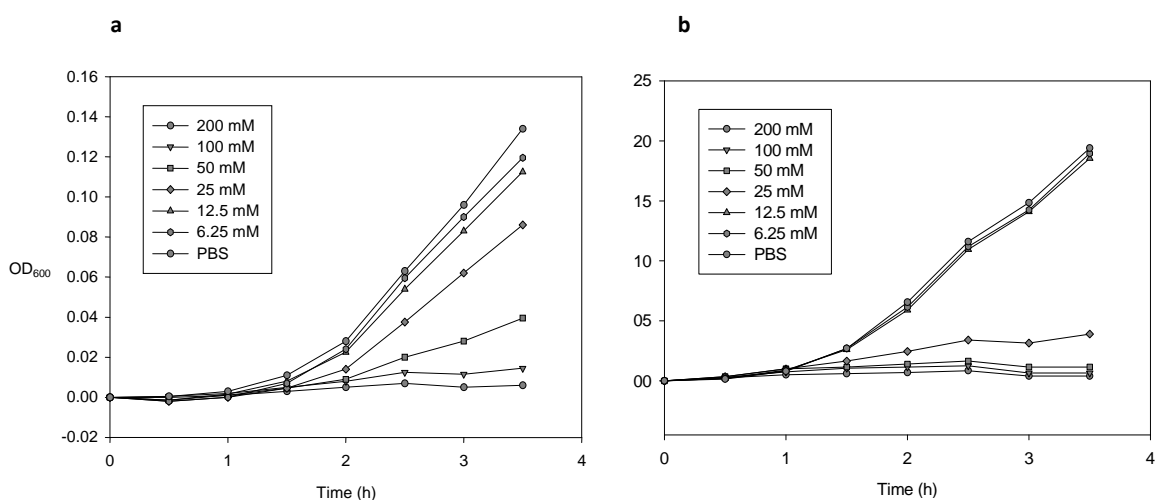 a
0.16
0.14
0.12
0.10
0.08
0.06
0.04
0.02
0.00
-0.02
OD600
200 mM
100 mM
50 mM
25 mM
12.5 mM
6.25 mM
PBS
0 1 2 3 4
Time (h)
b
25
20
15
10
05
00
200 mM
100 mM
50 mM
25 mM
12.5 mM
6.25 mM
PBS
0 1 2 3 4
Time (h)